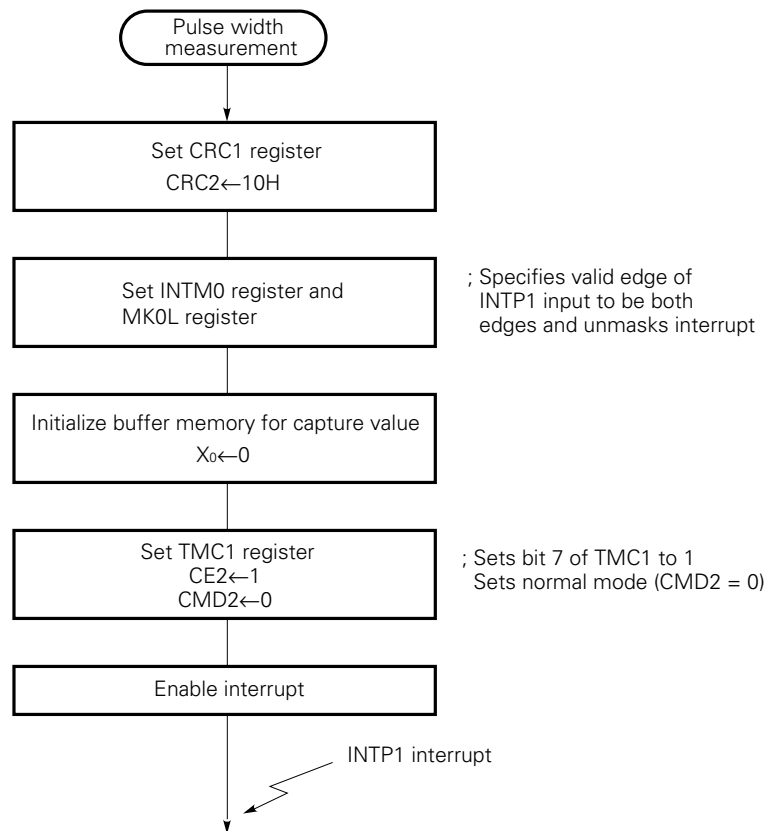 Pulse width
measurement
Set CRC1 register
CRC2←10H
Set INTM0 register and
MK0L register
; Specifies valid edge of
INTP1 input to be both
edges and unmasks interrupt
Initialize buffer memory for capture value
X₀←0
Set TMC1 register
CE2←1
CMD2←0
; Sets bit 7 of TMC1 to 1
Sets normal mode (CMD2 = 0)
Enable interrupt
INTP1 interrupt